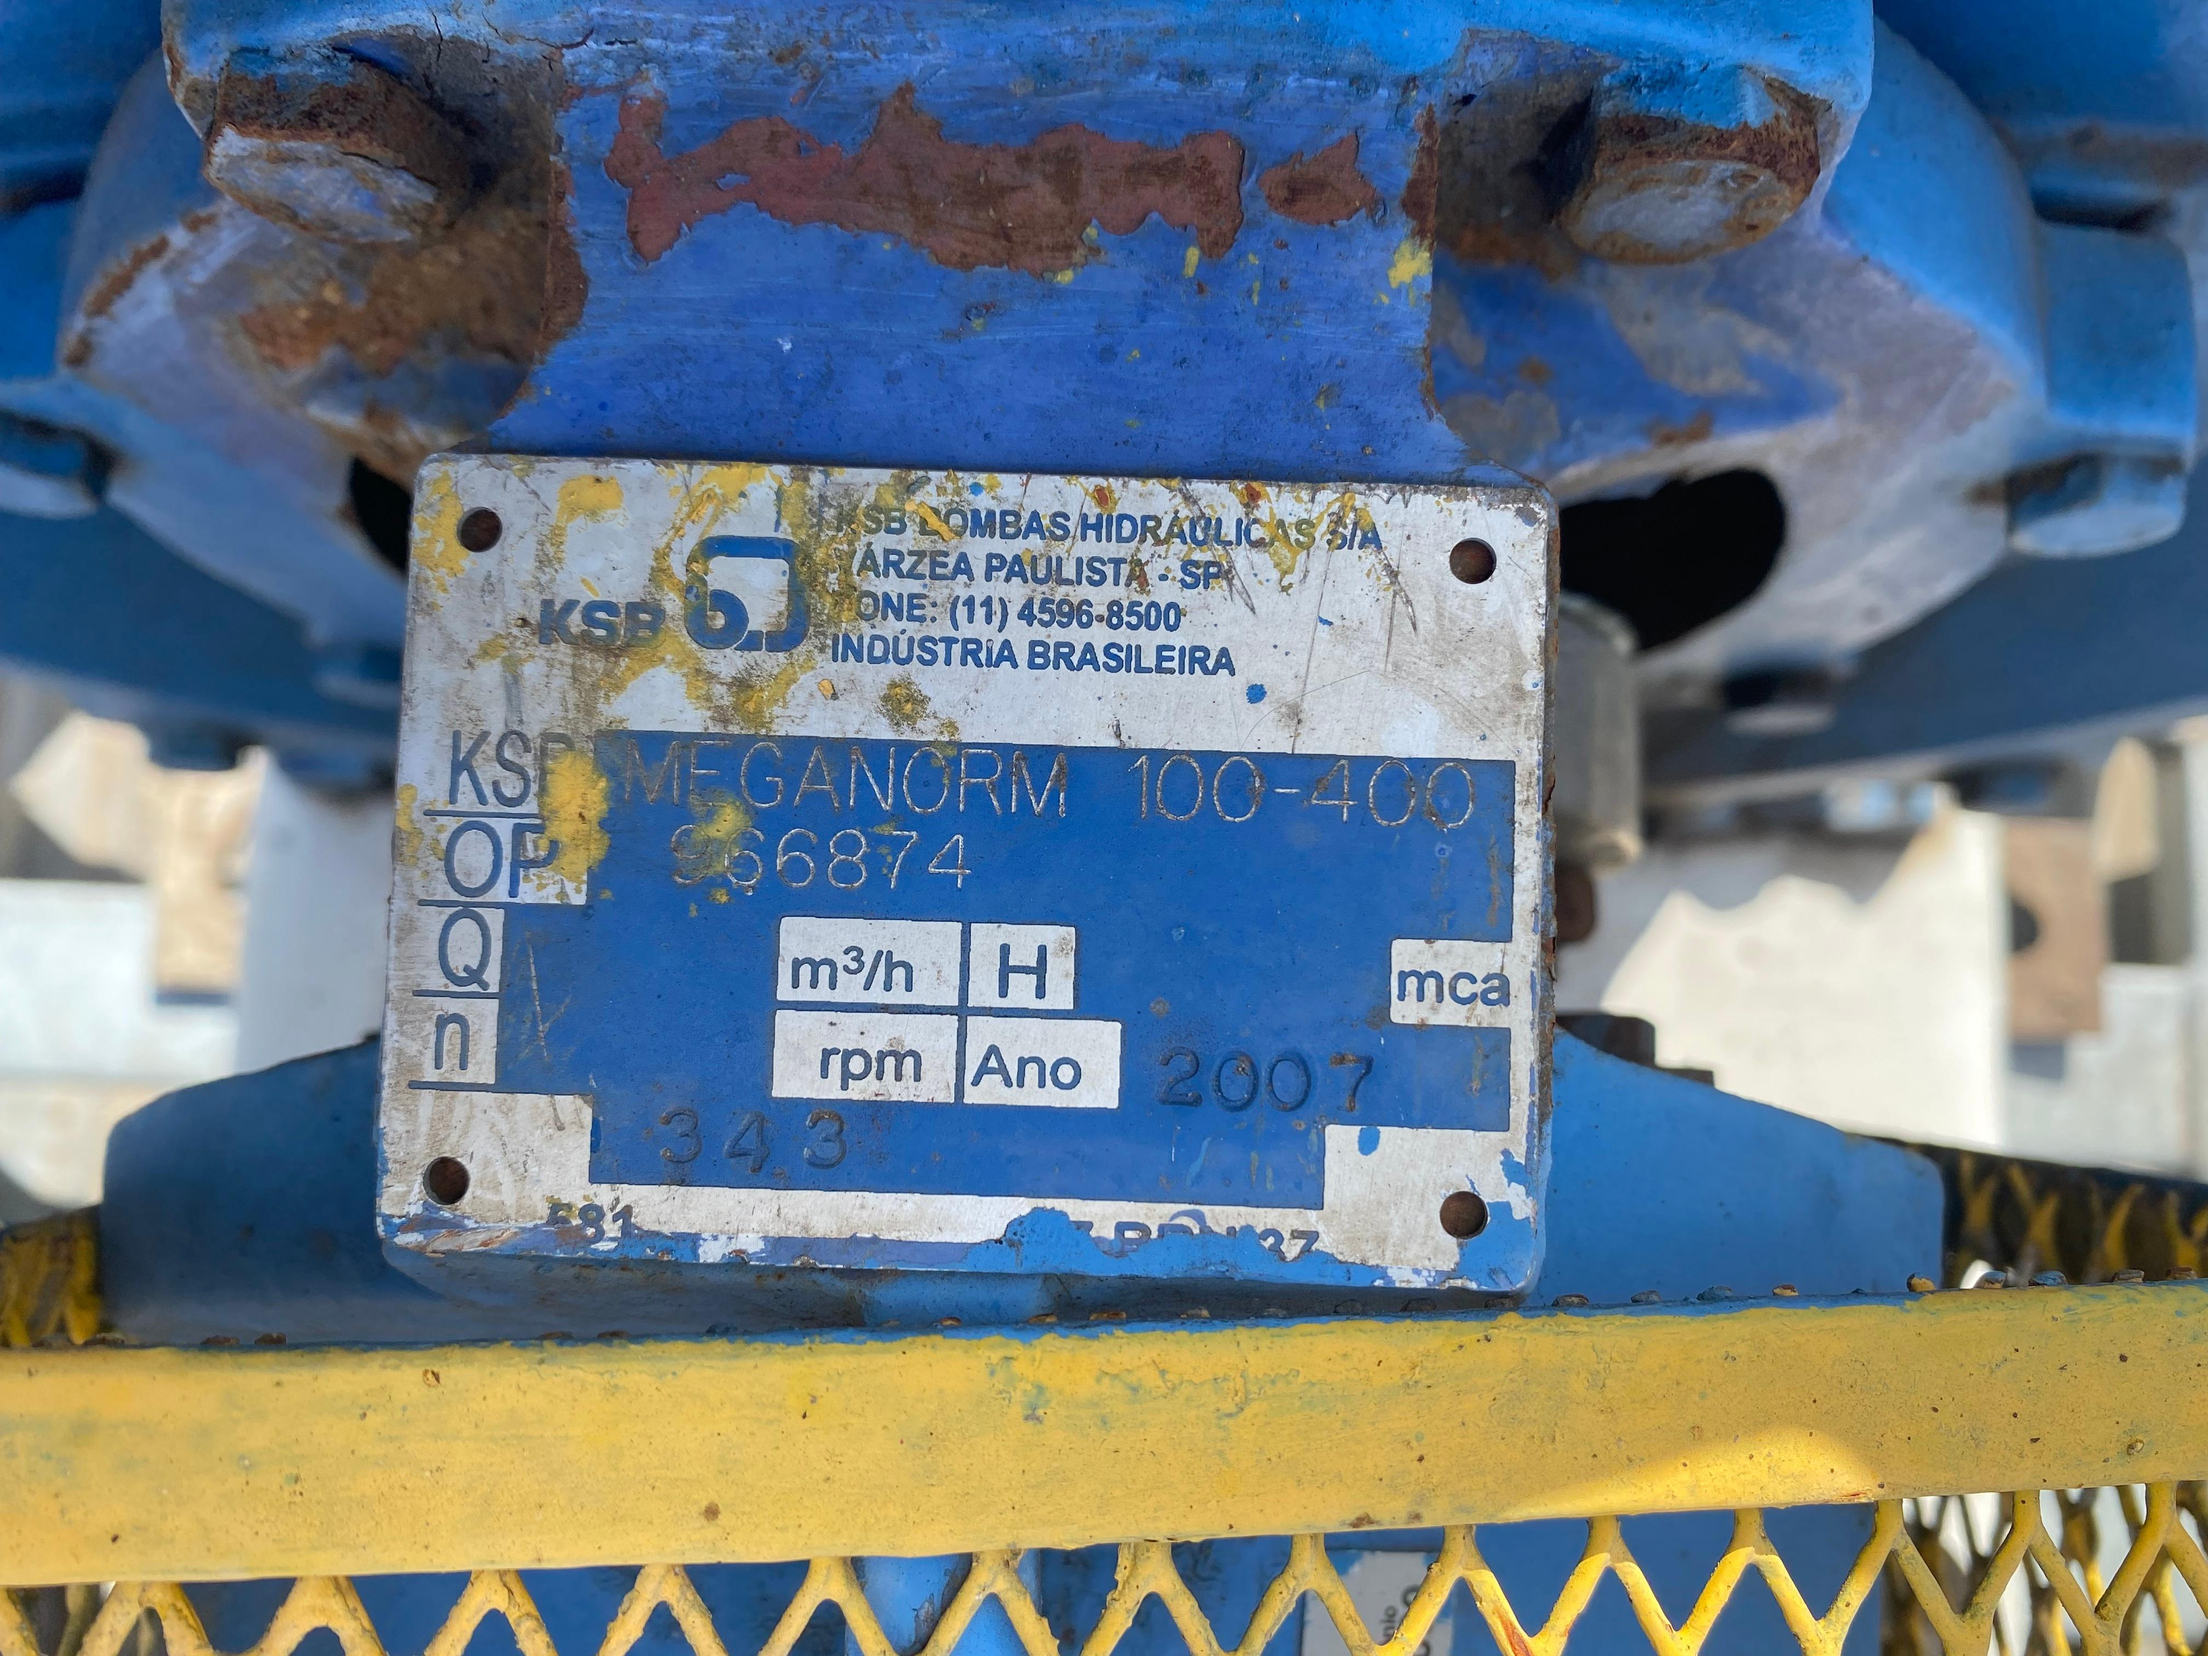 KSB
KSB BOMBAS HIDRÁULICAS S/A
VÁRZEA PAULISTA - SP
FONE: (11) 4596-8500
INDÚSTRIA BRASILEIRA
KSB MEGANORM 100-400
OP 966874
Q m³/h H mca
n rpm Ano 2007
343